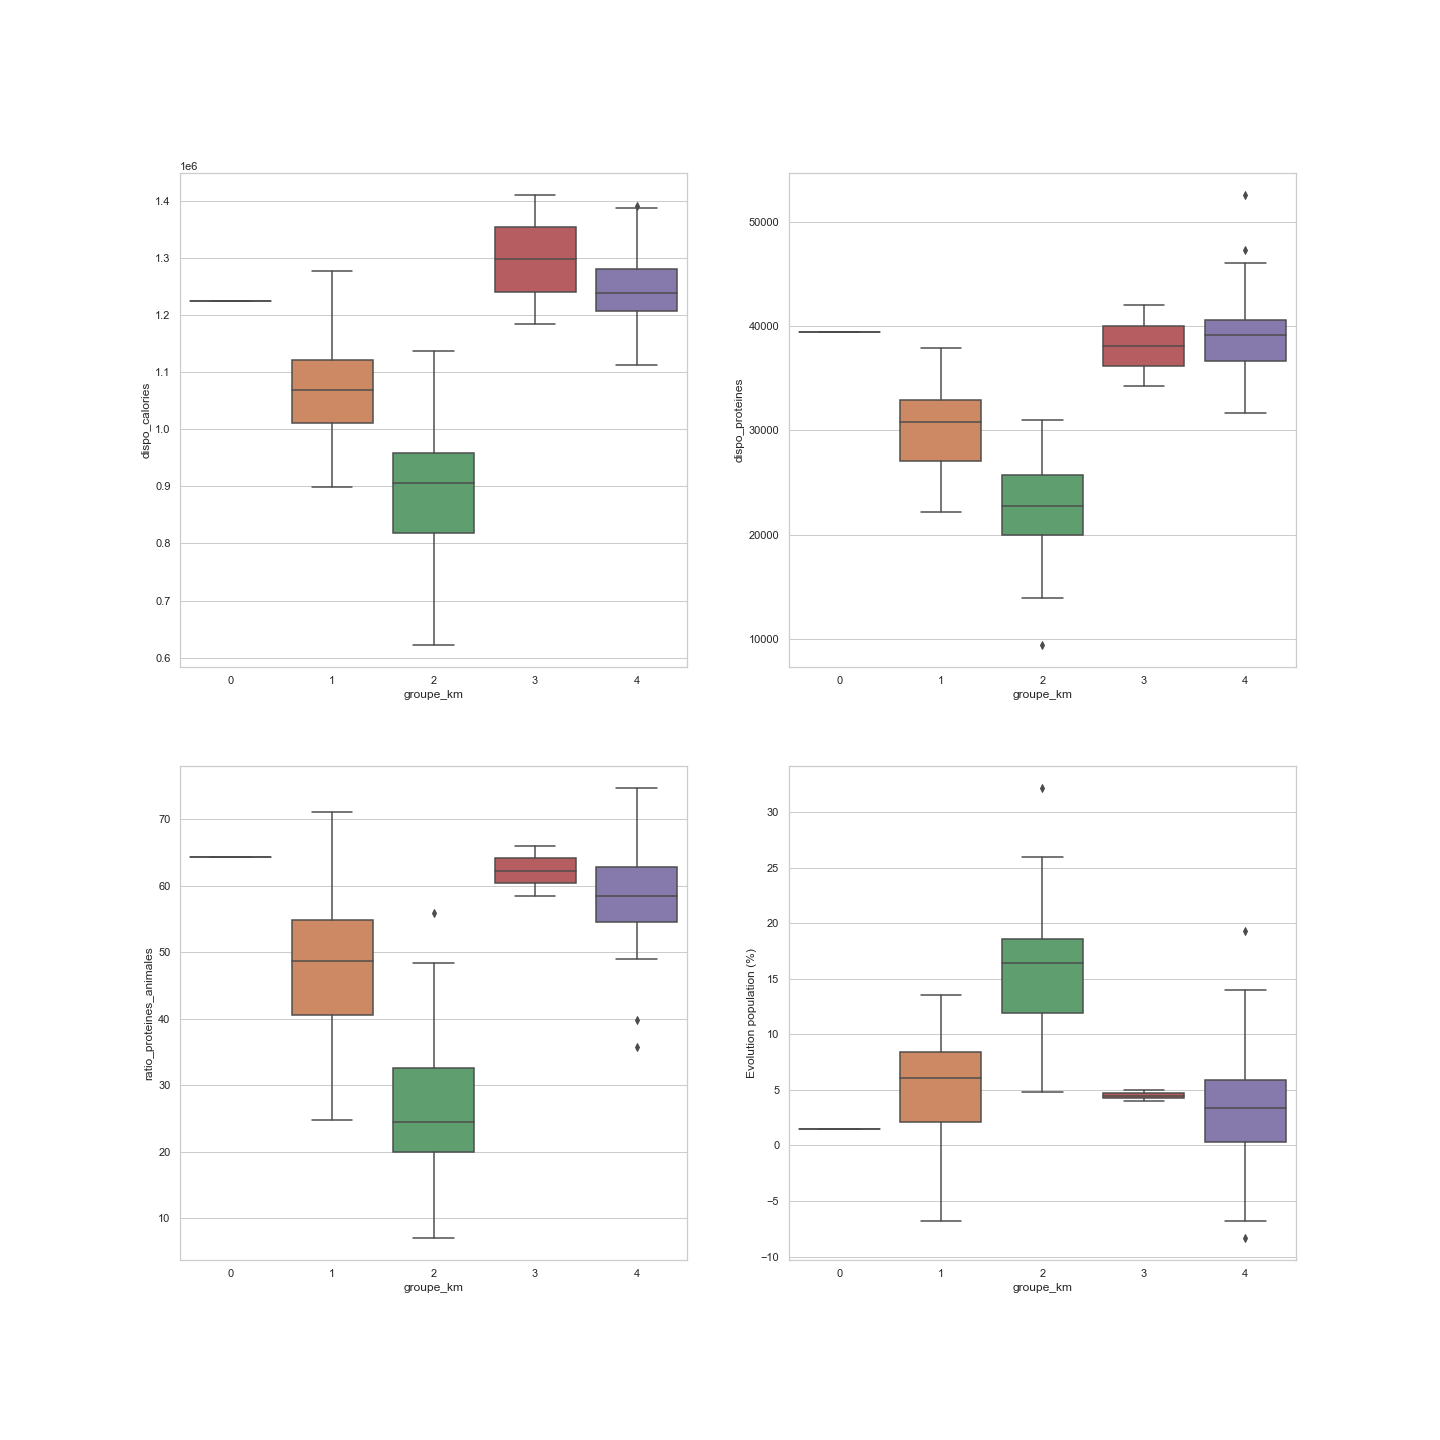 1e6
1.4
1.3
1.2
1.1
1.0
0.9
0.8
0.7
0.6
dispo_calories
0 1 2 3 4
groupe_km
50000
40000
30000
20000
10000
dispo_proteines
0 1 2 3 4
groupe_km
70
60
50
40
30
20
10
ratio_proteines_animales
0 1 2 3 4
groupe_km
30
25
20
15
10
5
0
−5
−10
Evolution population (%)
0 1 2 3 4
groupe_km